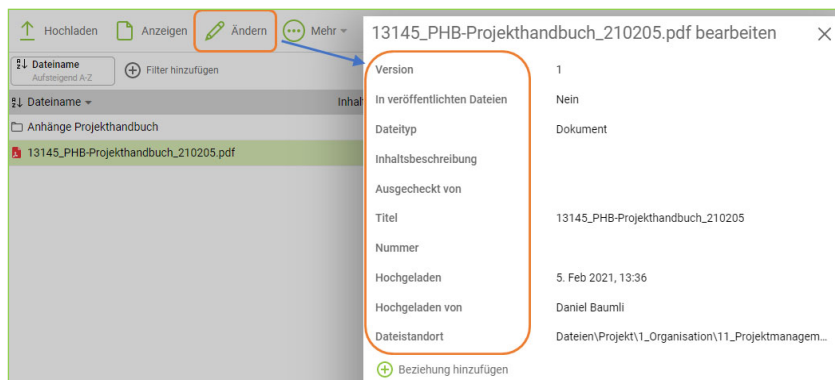 Hochladen Anzeigen Ändern Mehr
Dateiname
Aufsteigend A-Z
Filter hinzufügen
Dateiname
Inhal
Anhänge Projekthandbuch
13145_PHB-Projekthandbuch_210205.pdf
13145_PHB-Projekthandbuch_210205.pdf bearbeiten
Version 1
In veröffentlichten Dateien Nein
Dateityp Dokument
Inhaltsbeschreibung
Ausgecheckt von
Titel 13145_PHB-Projekthandbuch_210205
Nummer
Hochgeladen 5. Feb 2021, 13:36
Hochgeladen von Daniel Baumli
Dateistandort Dateien\Projekt\1_Organisation\11_Projektmanagem...
Beziehung hinzufügen